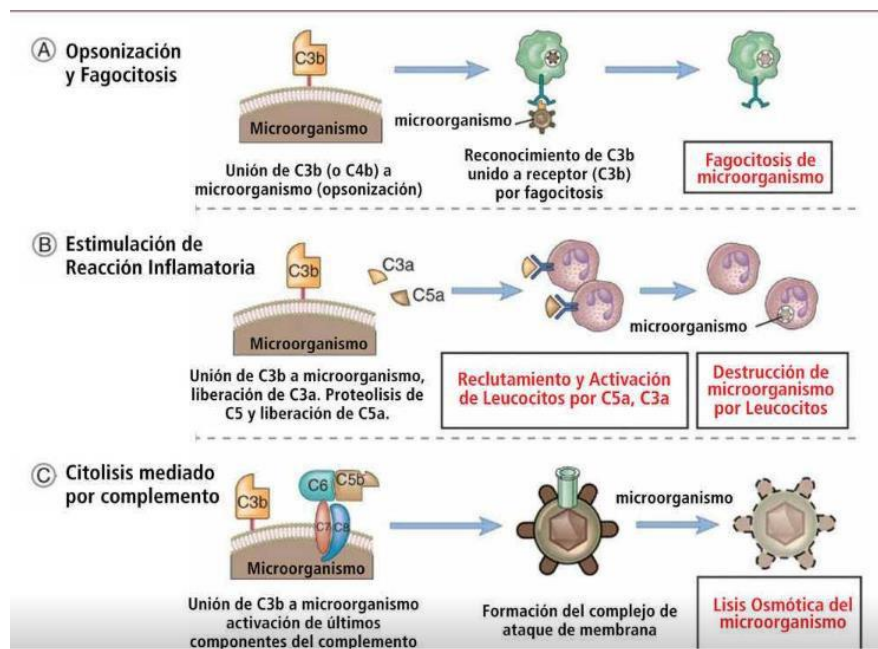 A Opsonización
y Fagocitosis
C3b
Microorganismo
Unión de C3b (o C4b) a
microorganismo (opsonización)
microorganismo
Reconocimiento de C3b
unido a receptor (C3b)
por fagocitosis
Fagocitosis de
microorganismo
B Estimulación de
Reacción Inflamatoria
C3b
C3a
C5a
Microorganismo
Unión de C3b a microorganismo,
liberación de C3a. Proteolisis de
C5 y liberación de C5a.
Reclutamiento y Activación
de Leucocitos por C5a, C3a
microorganismo
Destrucción de
microorganismo
por Leucocitos
C Citolisis mediado
por complemento
C3b
C6
C5b
C7
C8
Microorganismo
Unión de C3b a microorganismo
activación de últimos
componentes del complemento
Formación del complejo de
ataque de membrana
microorganismo
Lisis Osmótica del
microorganismo